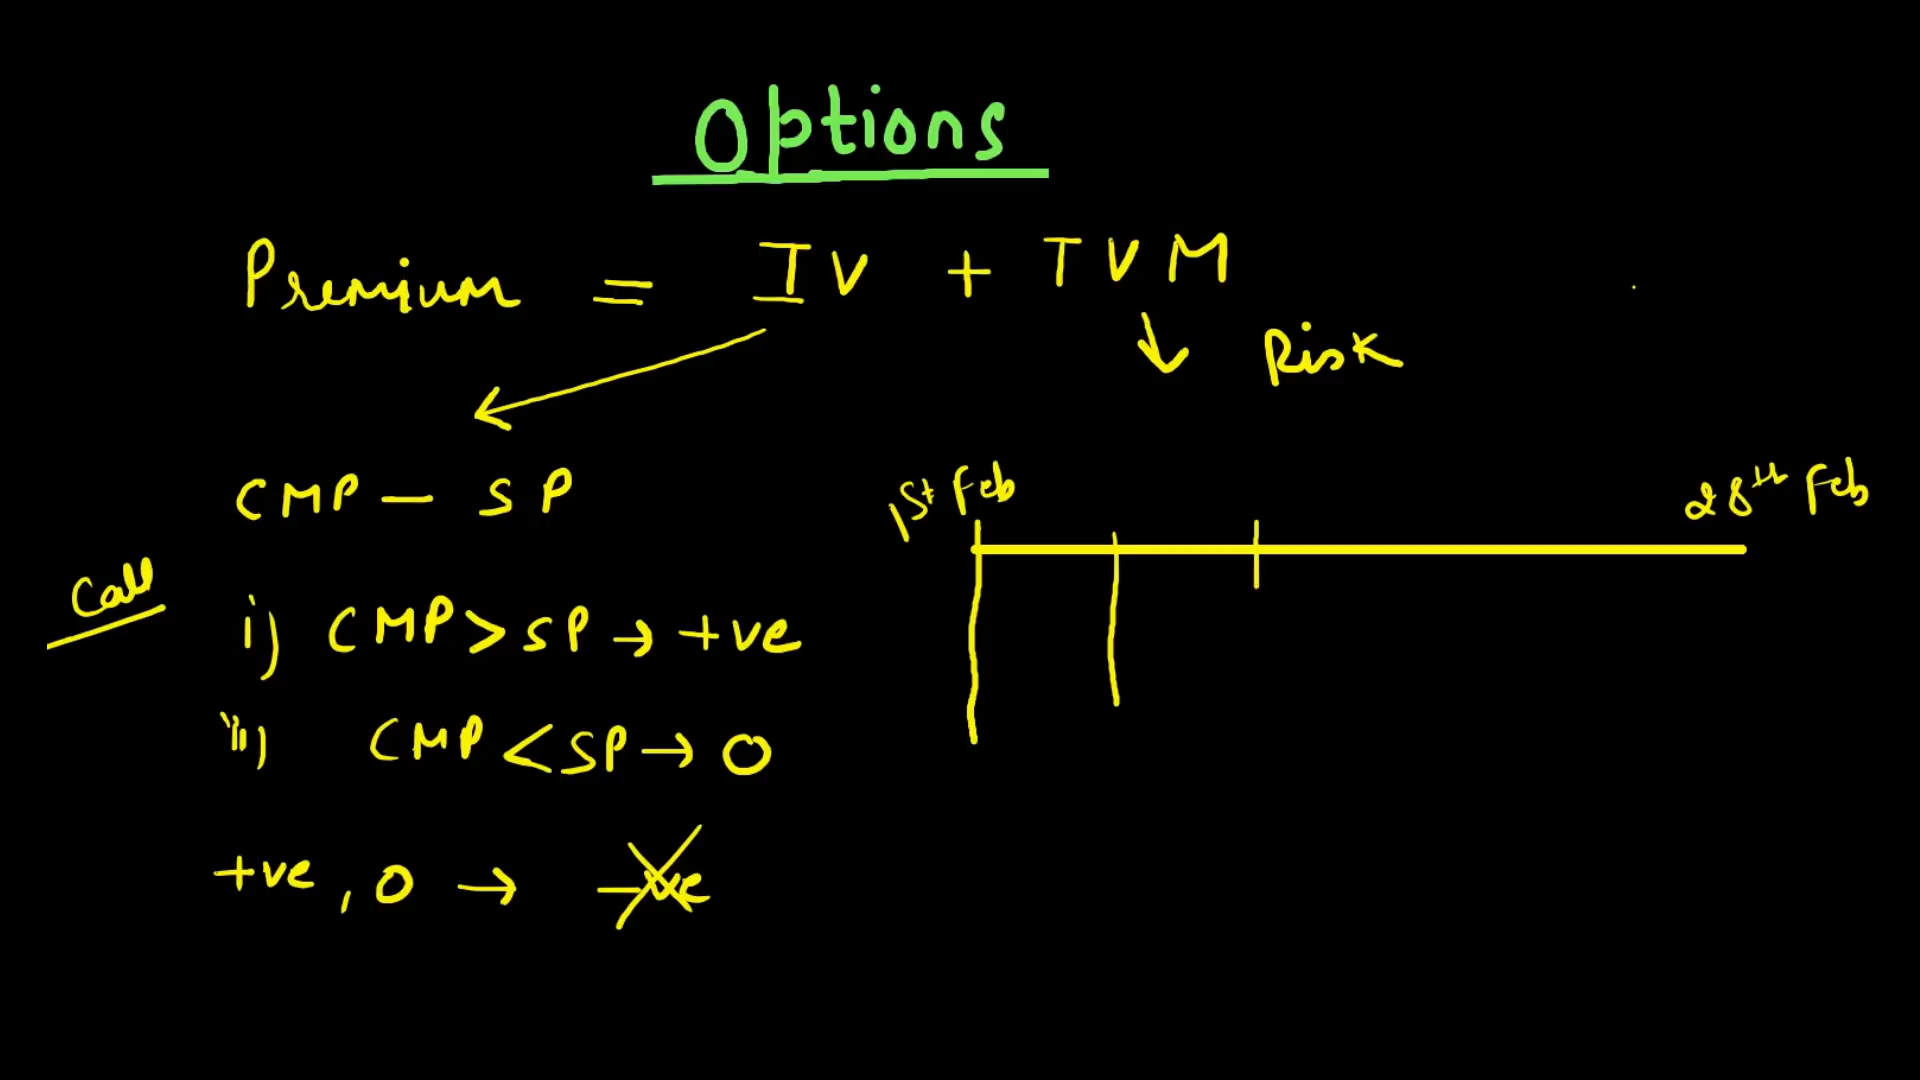 Options
Premium = IV + TVM
↓ Risk
CMP - SP
1st Feb
28th Feb
Call
i) CMP > SP → +ve
ii) CMP < SP → 0
+ve, 0 → -ve